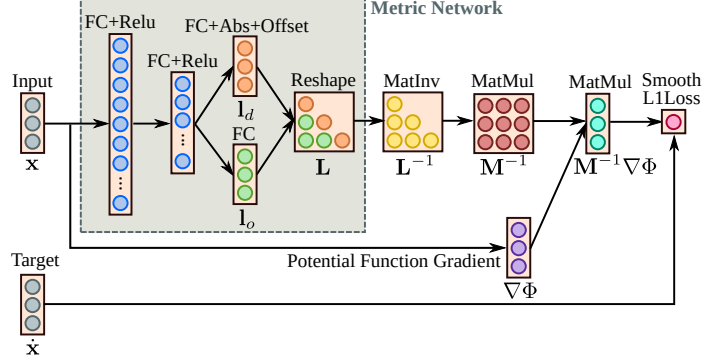 Metric Network
FC+Relu
FC+Abs+Offset
FC+Relu
Input
Reshape
MatInv
MatMul
MatMul
Smooth
L1Loss
l_d
FC
x
L
L⁻¹
M⁻¹
M⁻¹∇Φ
l_o
Target
Potential Function Gradient
∇Φ
ẋ